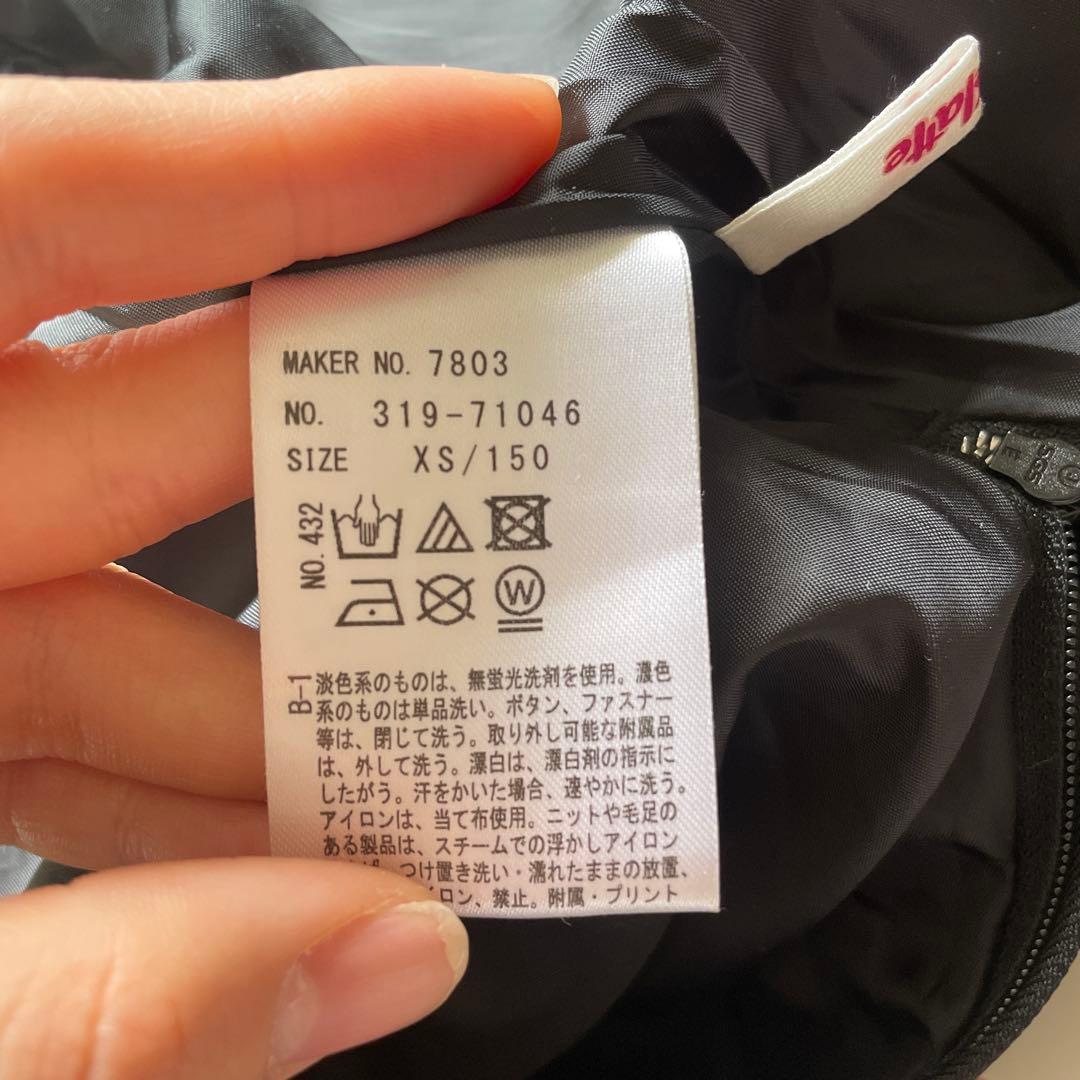 latte
MAKER NO. 7803
NO. 319-71046
SIZE XS/150
NO. 432
W
B-1
淡色系のものは、無蛍光洗剤を使用。濃色
系のものは単品洗い。ボタン、ファスナー
等は、閉じて洗う。取り外し可能な附属品
は、外して洗う。漂白は、漂白剤の指示に
したがう。汗をかいた場合、速やかに洗う。
アイロンは、当て布使用。ニットや毛足の
ある製品は、スチームでの浮かしアイロン
つけ置き洗い・濡れたままの放置、
ロン、禁止。附属・プリント